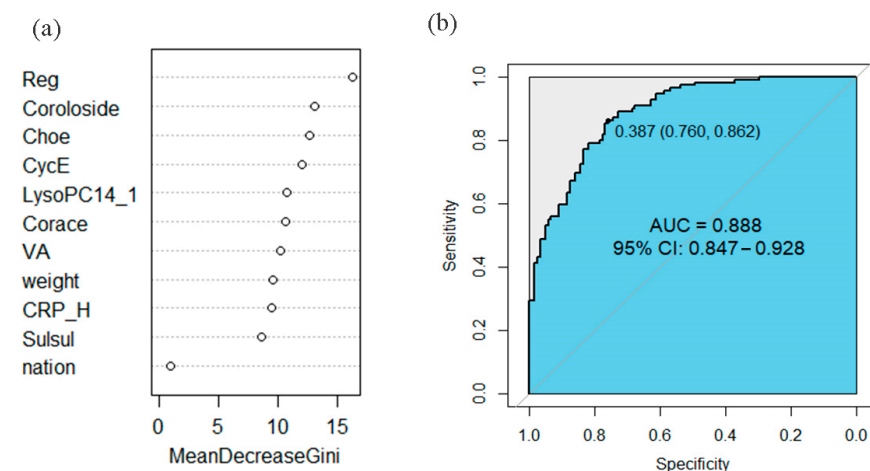 (a)
Reg
Coroloside
Choe
CycE
LysoPC14_1
Corace
VA
weight
CRP_H
Sulsul
nation
0 5 10 15
MeanDecreaseGini
(b)
Sensitivity
1.0
0.8
0.6
0.4
0.2
0.0
0.387 (0.760, 0.862)
AUC = 0.888
95% CI: 0.847 – 0.928
1.0 0.8 0.6 0.4 0.2 0.0
Specificity